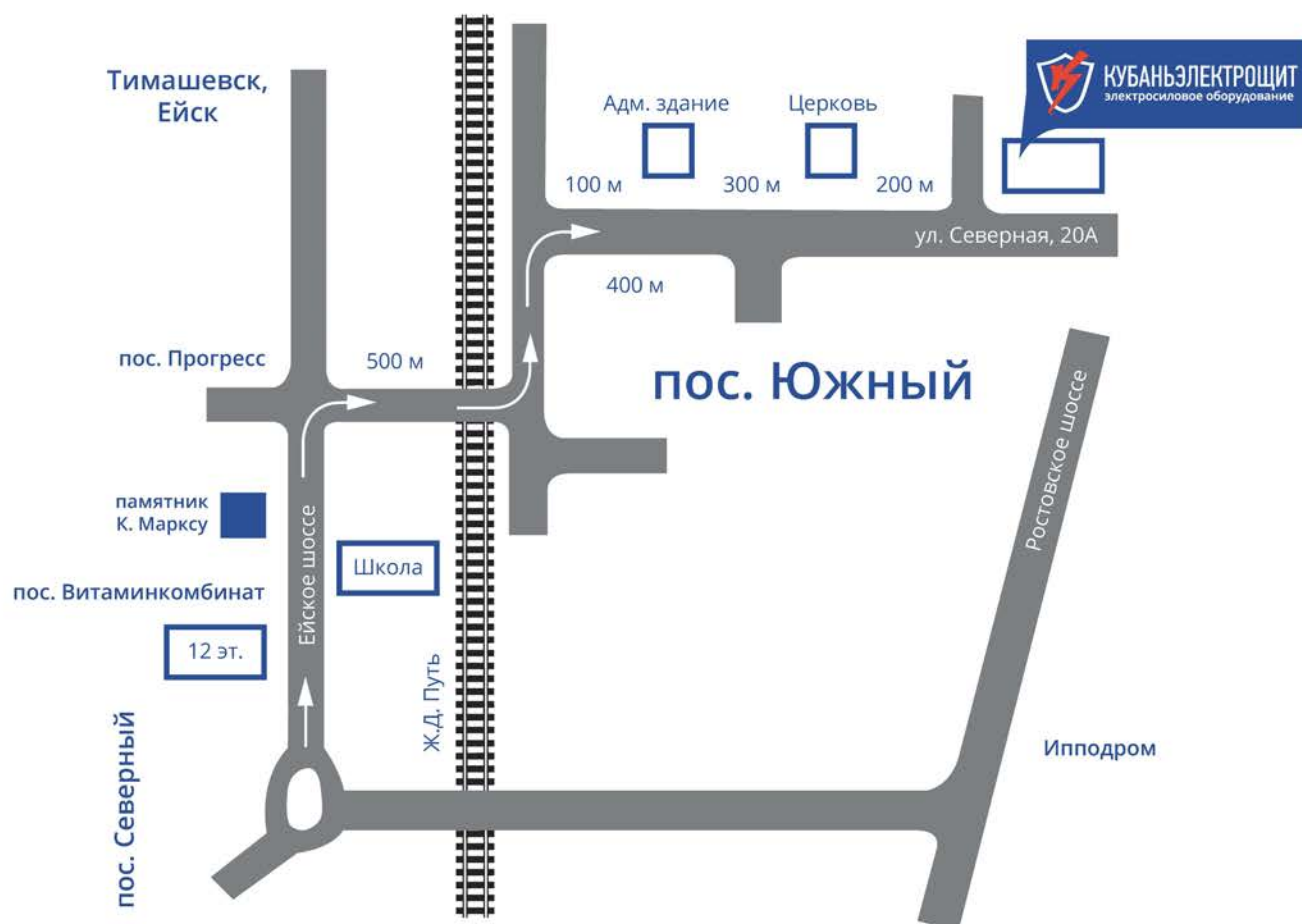 Тимашевск,
Ейск
КУБАНЬЭЛЕКТРОЩИТ
электросиловое оборудование
Адм. здание
Церковь
100 м
300 м
200 м
ул. Северная, 20А
400 м
пос. Прогресс
500 м
пос. Южный
Ростовское шоссе
памятник
К. Марксу
Ейское шоссе
Школа
пос. Витаминкомбинат
12 эт.
Ж.Д. Путь
пос. Северный
Ипподром